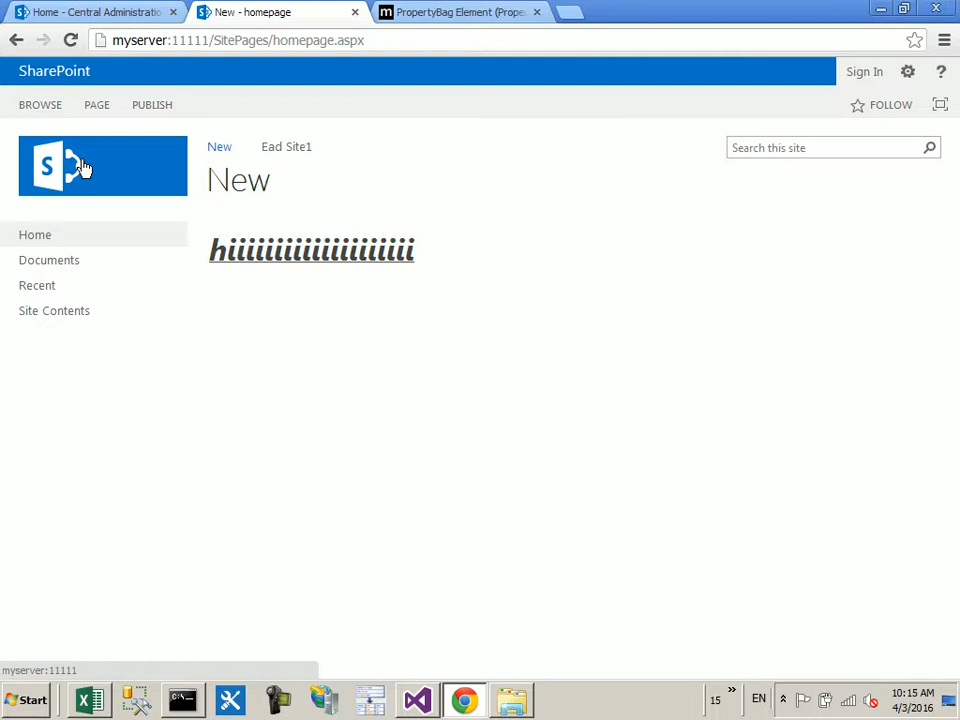 Home - Central Administratio
New - homepage
PropertyBag Element (Prope
myserver:11111/SitePages/homepage.aspx
SharePoint
Sign In
?
BROWSE PAGE PUBLISH
FOLLOW
S
New Ead Site1
Search this site
New
Home
hiiiiiiiiiiiiiiiiiiii
Documents
Recent
Site Contents
myserver:11111
Start
15
EN
10:15 AM
4/3/2016